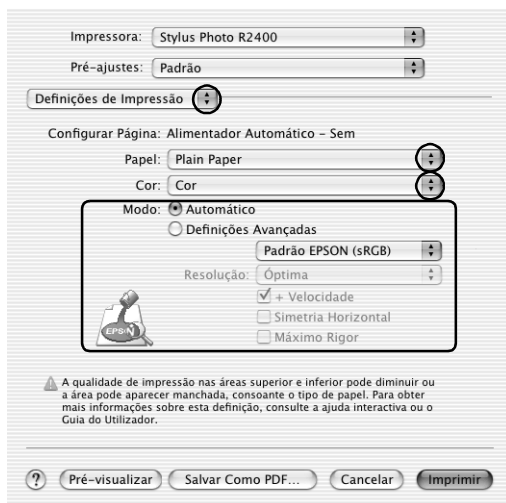 Impressora: Stylus Photo R2400
Pré-ajustes: Padrão
Definições de Impressão
Configurar Página: Alimentador Automático – Sem
Papel: Plain Paper
Cor: Cor
Modo: Automático
Definições Avançadas
Padrão EPSON (sRGB)
Resolução: Óptima
+ Velocidade
Simetria Horizontal
Máximo Rigor
EPSON
A qualidade de impressão nas áreas superior e inferior pode diminuir ou
a área pode aparecer manchada, consoante o tipo de papel. Para obter
mais informações sobre esta definição, consulte a ajuda interactiva ou o
Guia do Utilizador.
? Pré-visualizar Salvar Como PDF... Cancelar Imprimir